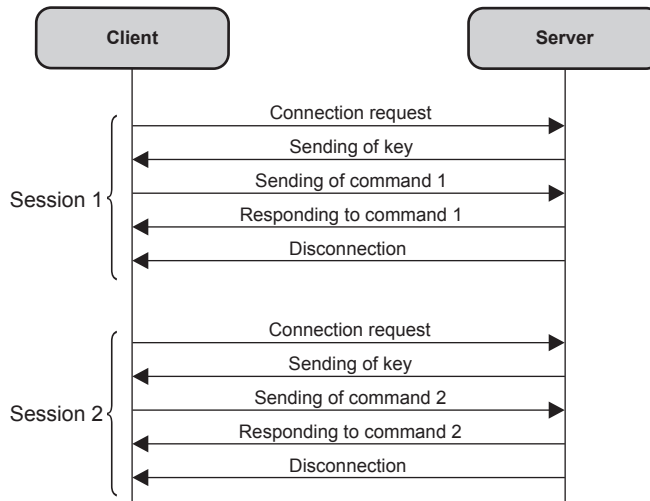 Client
Server
Connection request
Sending of key
Session 1
Sending of command 1
Responding to command 1
Disconnection
Connection request
Sending of key
Session 2
Sending of command 2
Responding to command 2
Disconnection